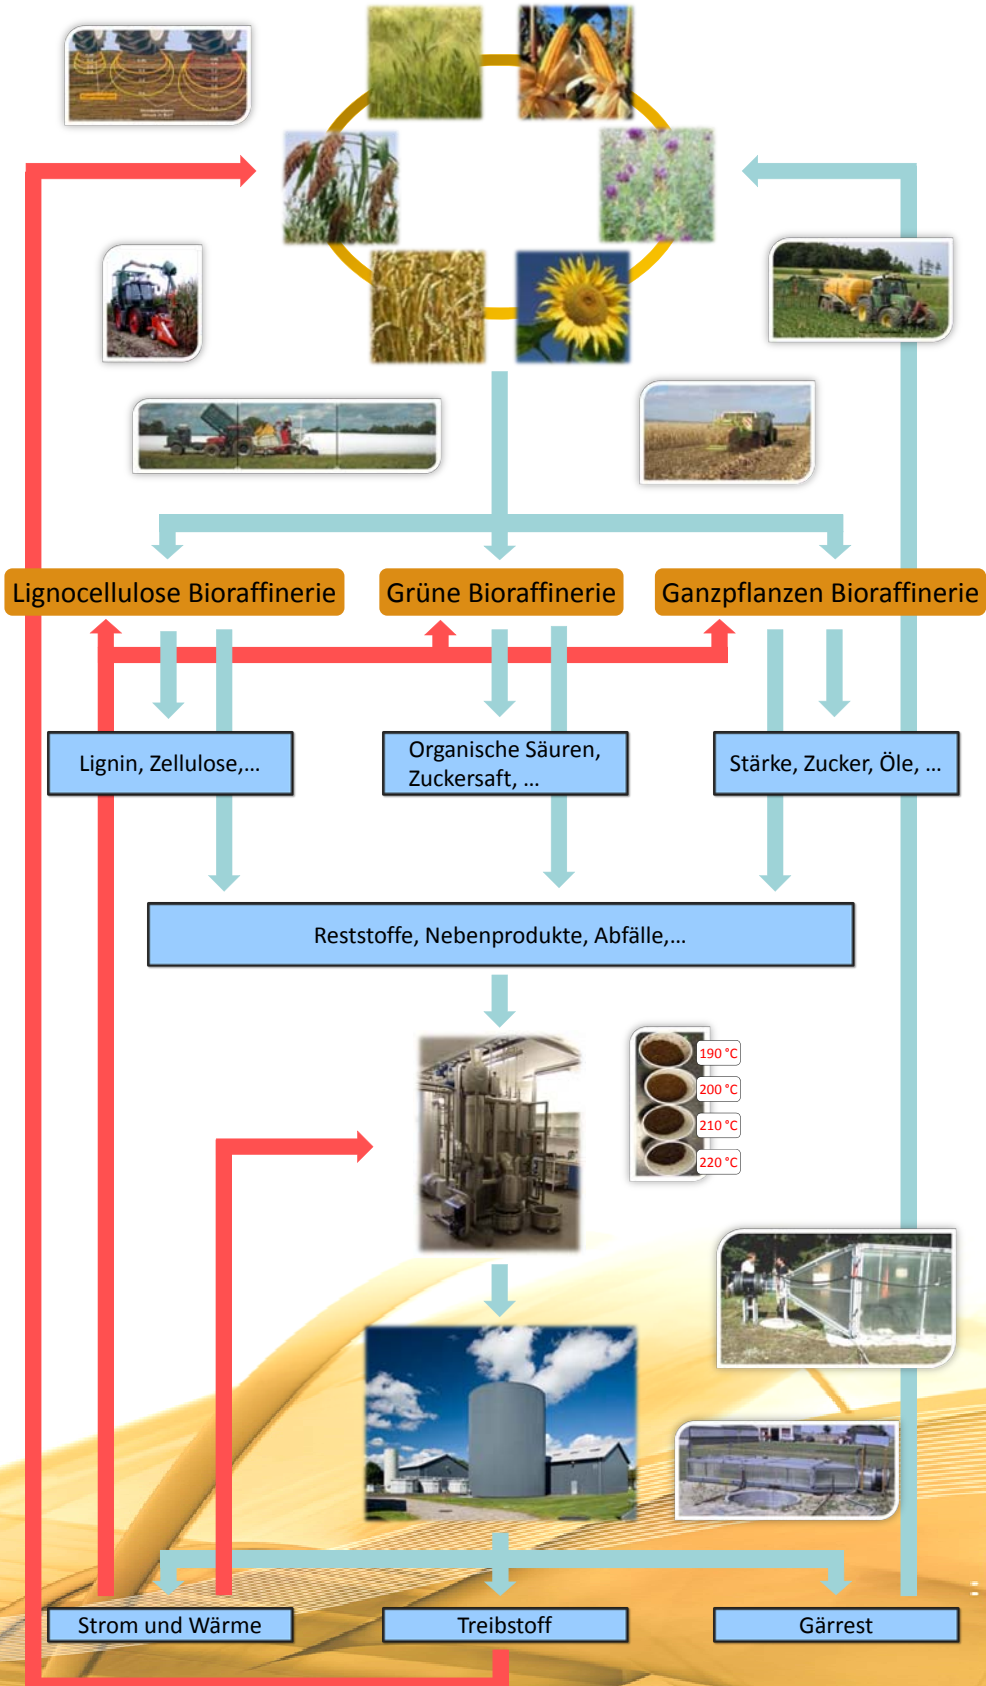 Lignocellulose Bioraffinerie
Grüne Bioraffinerie
Ganzpflanzen Bioraffinerie
Lignin, Zellulose,...
Organische Säuren,
Zuckersaft, ...
Stärke, Zucker, Öle, ...
Reststoffe, Nebenprodukte, Abfälle,...
190 °C
200 °C
210 °C
220 °C
Strom und Wärme
Treibstoff
Gärrest